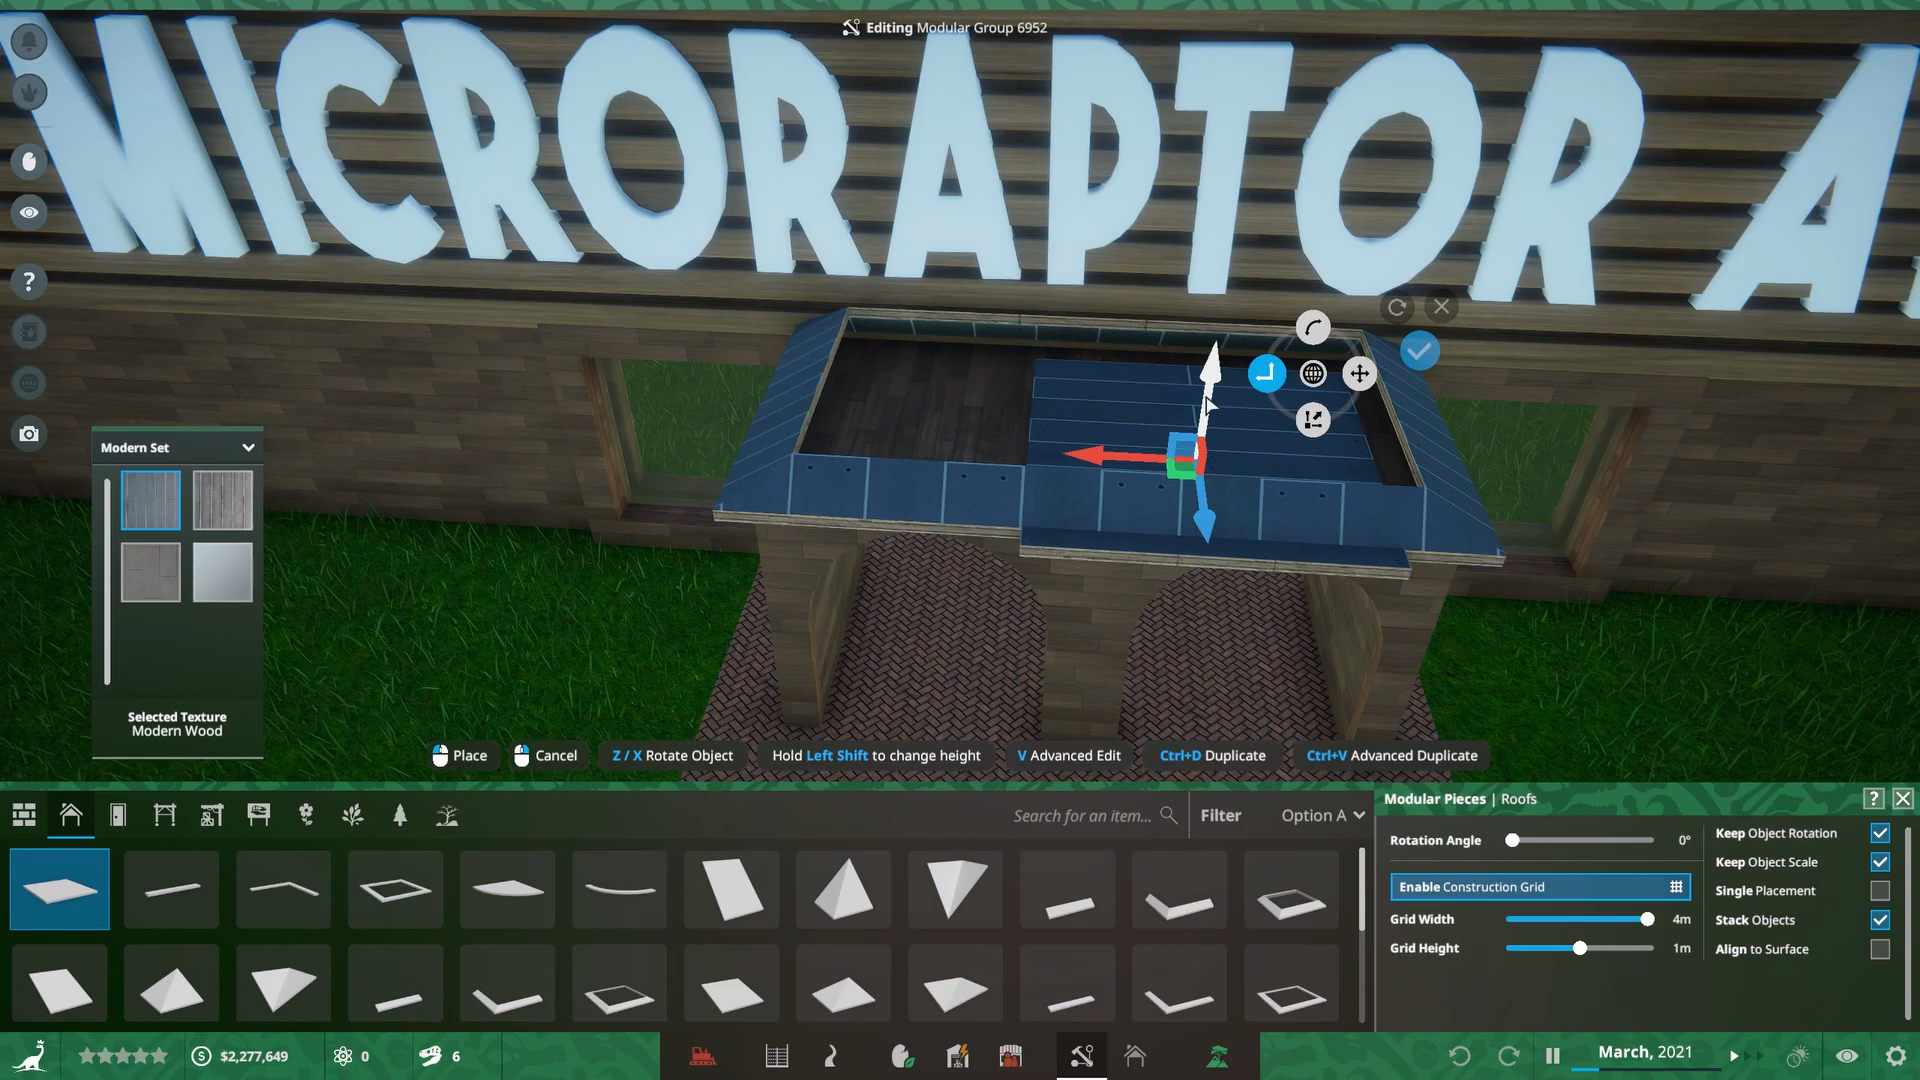 Editing Modular Group 6952
MICRORAPTOR A
?
Modern Set
Selected Texture
Modern Wood
Place
Cancel
Z / X Rotate Object
Hold Left Shift to change height
V Advanced Edit
Ctrl+D Duplicate
Ctrl+V Advanced Duplicate
Search for an item...
Filter
Option A
Modular Pieces | Roofs
?
Rotation Angle 0°
Enable Construction Grid
Grid Width 4m
Grid Height 1m
Keep Object Rotation
Keep Object Scale
Single Placement
Stack Objects
Align to Surface
$2,277,649
0
6
March, 2021